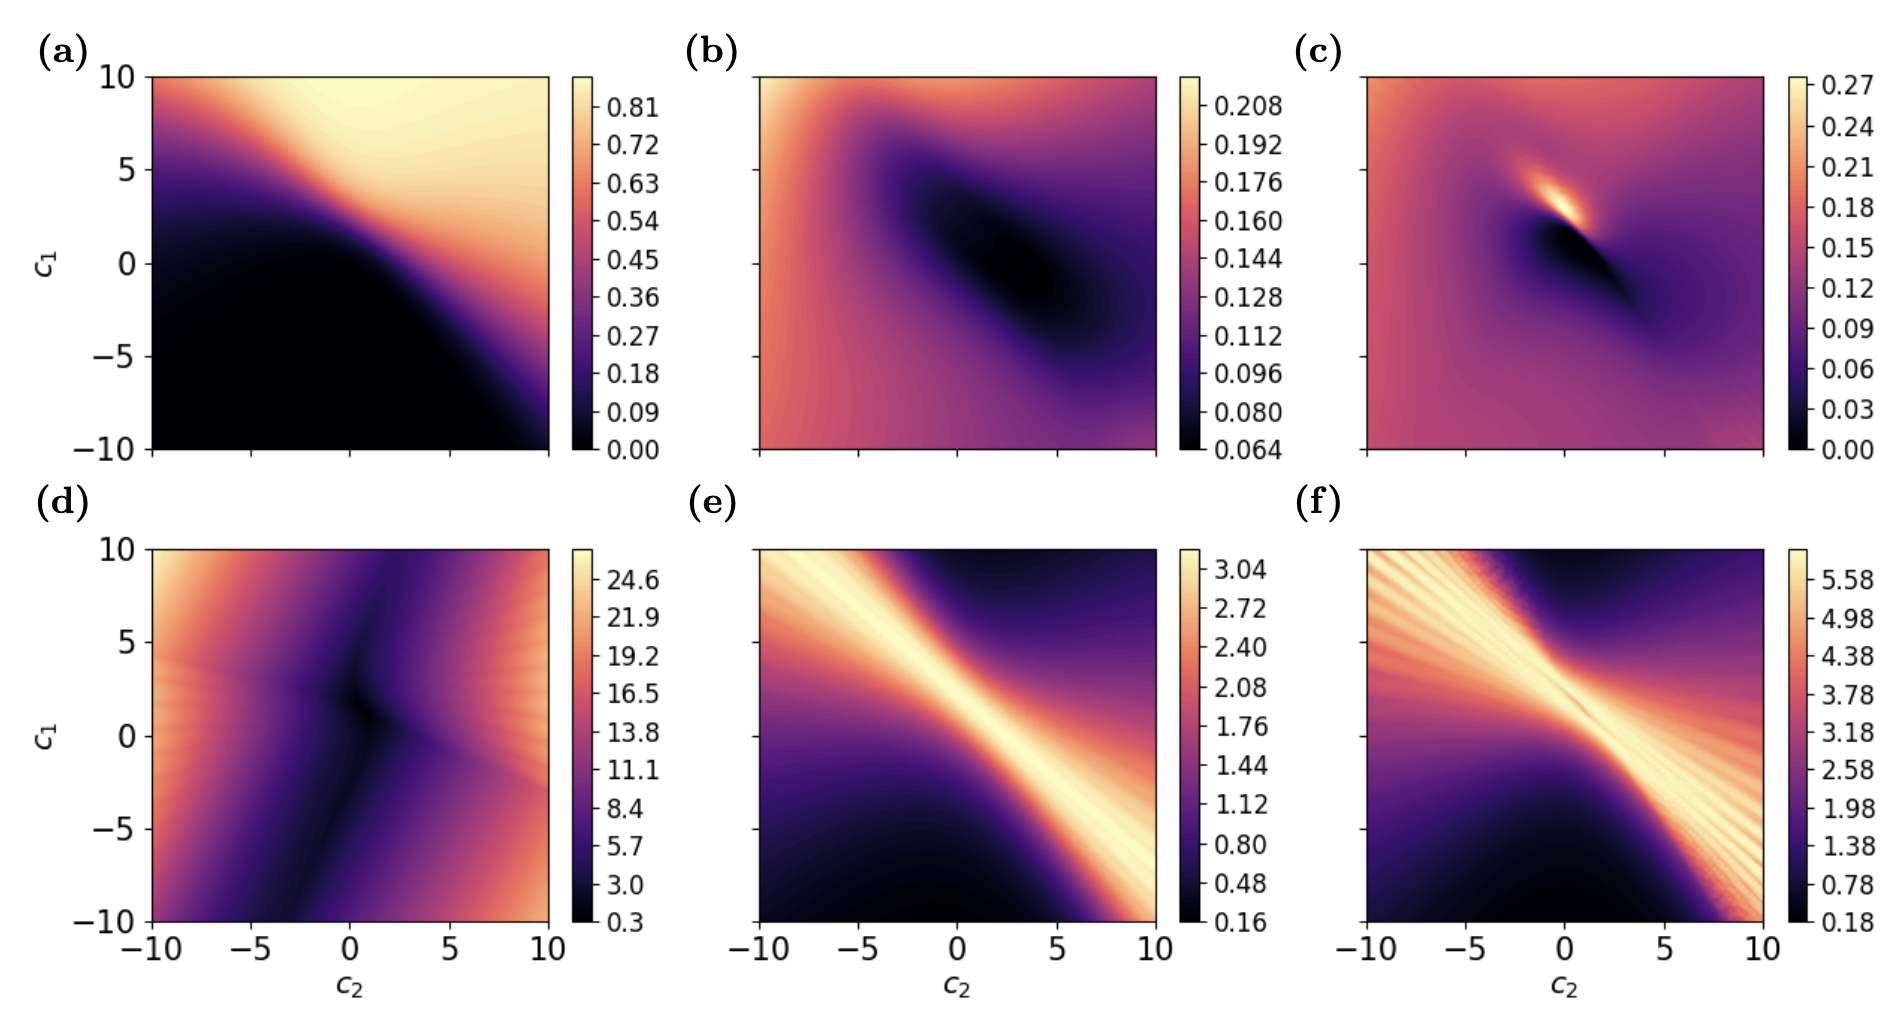 (a) (b) (c)
10 5 0 −5 −10
c1
0.81 0.72 0.63 0.54 0.45 0.36 0.27 0.18 0.09 0.00
0.208 0.192 0.176 0.160 0.144 0.128 0.112 0.096 0.080 0.064
0.27 0.24 0.21 0.18 0.15 0.12 0.09 0.06 0.03 0.00
(d) (e) (f)
10 5 0 −5 −10
c1
24.6 21.9 19.2 16.5 13.8 11.1 8.4 5.7 3.0 0.3
3.04 2.72 2.40 2.08 1.76 1.44 1.12 0.80 0.48 0.16
5.58 4.98 4.38 3.78 3.18 2.58 1.98 1.38 0.78 0.18
−10 −5 0 5 10 −10 −5 0 5 10 −10 −5 0 5 10
c2 c2 c2